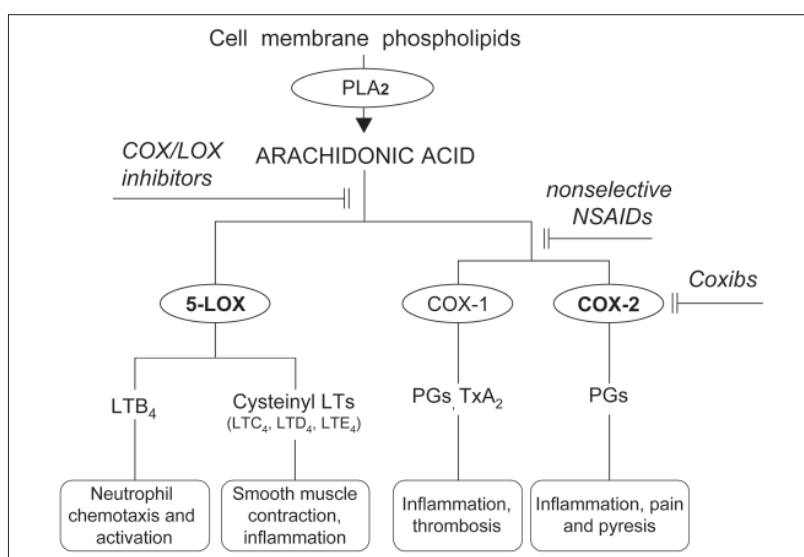 Cell membrane phospholipids
PLA2
ARACHIDONIC ACID
COX/LOX
inhibitors
nonselective
NSAIDs
Coxibs
5-LOX
COX-1
COX-2
LTB₄
Cysteinyl LTs
(LTC₄, LTD₄, LTE₄)
PGs, TxA₂
PGs
Neutrophil
chemotaxis and
activation
Smooth muscle
contraction,
inflammation
Inflammation,
thrombosis
Inflammation, pain
and pyresis